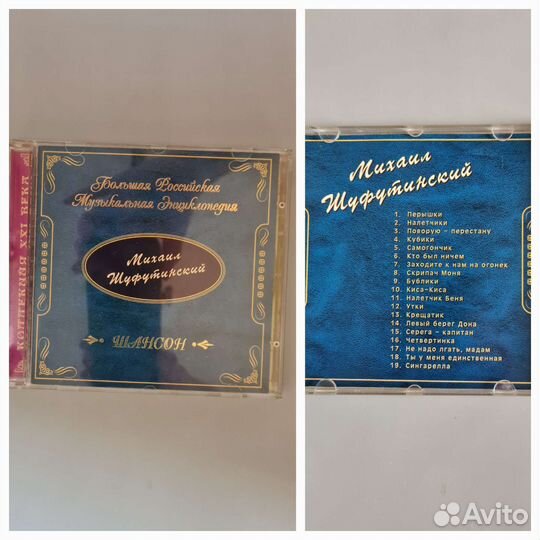 КОЛЛЕКЦИЯ XXI ВЕКА
Большая Российская
Музыкальная Энциклопедия
Михаил
Шуфутинский
ШАНСОН
Михаил
Шуфутинский
1. Перышки
2. Налетчики
3. Поворую - перестану
4. Кубики
5. Самогончик
6. Кто был ничем
7. Заходите к нам на огонек
8. Скрипач Моня
9. Бублики
10. Киса-Киса
11. Налетчик Беня
12. Утки
13. Крещатик
14. Левый берег Дона
15. Серега - капитан
16. Четвертинка
17. Не надо лгать, мадам
18. Ты у меня единственная
19. Сингарелла
Avito